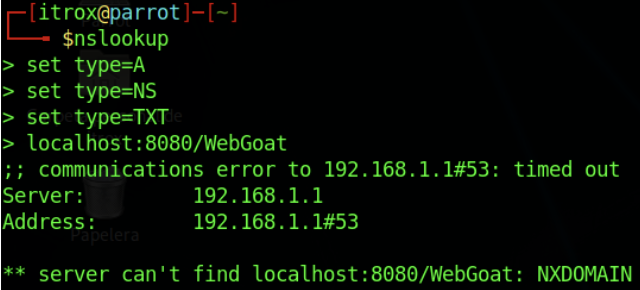 [itrox@parrot]-[~]
$nslookup
> set type=A
> set type=NS
> set type=TXT
> localhost:8080/WebGoat
;; communications error to 192.168.1.1#53: timed out
Server: 192.168.1.1
Address: 192.168.1.1#53
Papelera
** server can't find localhost:8080/WebGoat: NXDOMAIN